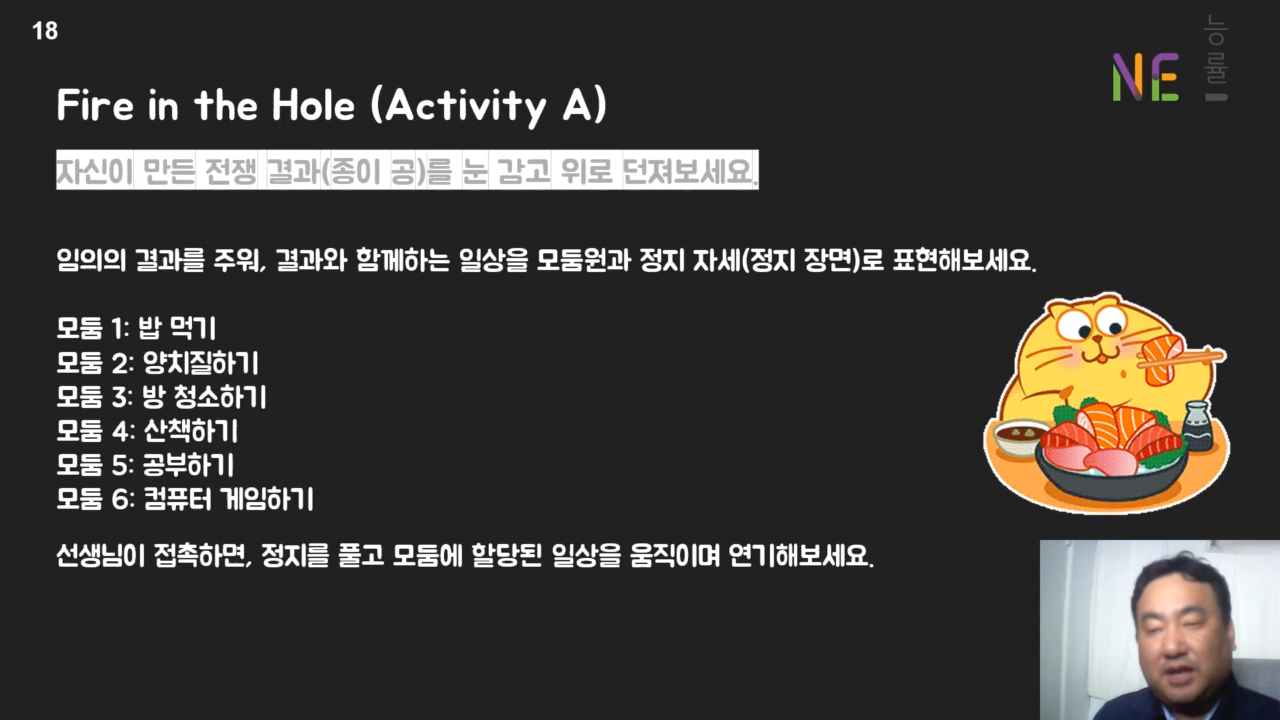 18
NE 능률
Fire in the Hole (Activity A)
자신이 만든 전쟁 결과(종이 공)를 눈 감고 위로 던져보세요.
임의의 결과를 주워, 결과와 함께하는 일상을 모둠원과 정지 자세(정지 장면)로 표현해보세요.
모둠 1: 밥 먹기
모둠 2: 양치질하기
모둠 3: 방 청소하기
모둠 4: 산책하기
모둠 5: 공부하기
모둠 6: 컴퓨터 게임하기
선생님이 접촉하면, 정지를 풀고 모둠에 할당된 일상을 움직이며 연기해보세요.